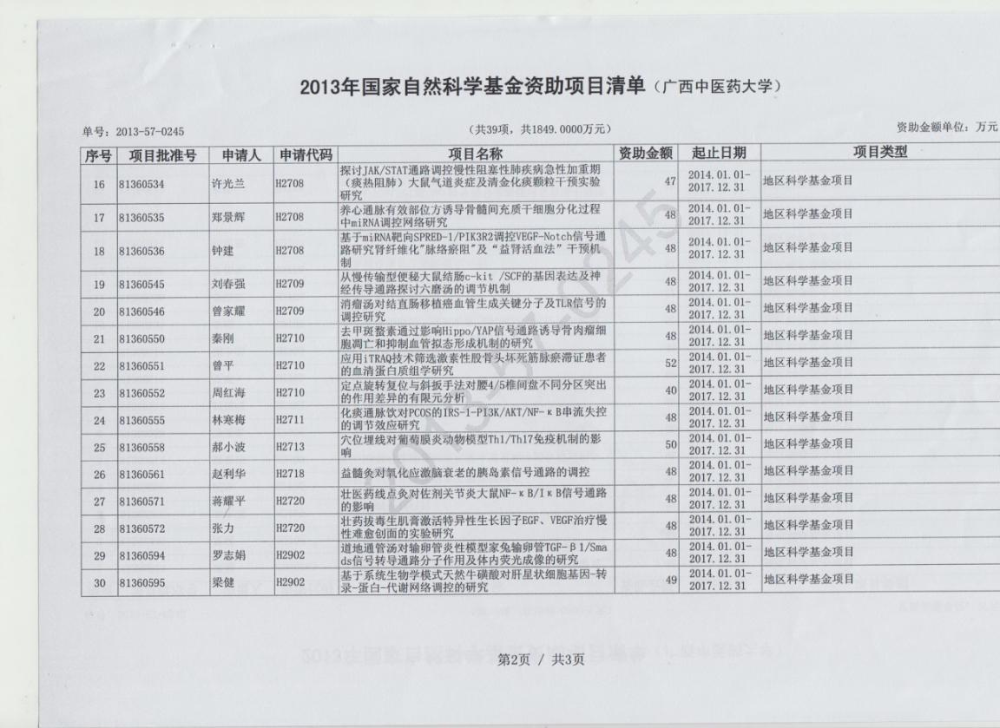 2013年国家自然科学基金资助项目清单（广西中医药大学）
单号：2013-57-0245 （共39项，共1849.0000万元） 资助金额单位：万元
序号 项目批准号 申请人 申请代码 项目名称 资助金额 起止日期 项目类型
16 81360534 许光兰 H2708 探讨JAK/STAT通路调控慢性阻塞性肺疾病急性加重期 47 2014.01.01- 地区科学基金项目
（痰热阻肺）大鼠气道炎症及清金化痰颗粒干预实验 2017.12.31
研究
17 81360535 郑景辉 H2708 养心通脉有效部位方诱导骨髓间充质干细胞分化过程 48 2014.01.01- 地区科学基金项目
中miRNA调控网络研究 2017.12.31
18 81360536 钟建 H2708 基于miRNA靶向SPRED-1/PIK3R2调控VEGF-Notch信号通 48 2014.01.01- 地区科学基金项目
路研究肾纤维化"脉络瘀阻"及“益肾活血法”干预机 2017.12.31
制
19 81360545 刘春强 H2709 从慢传输型便秘大鼠结肠c-kit /SCF的基因表达及神 48 2014.01.01- 地区科学基金项目
经传导通路探讨六磨汤的调节机制 2017.12.31
20 81360546 曾家耀 H2709 消瘤汤对结直肠移植癌血管生成关键分子及TLR信号的 48 2014.01.01- 地区科学基金项目
调控研究 2017.12.31
21 81360550 秦刚 H2710 去甲斑蝥素通过影响Hippo/YAP信号通路诱导骨肉瘤细 48 2014.01.01- 地区科学基金项目
胞凋亡和抑制血管拟态形成机制的研究 2017.12.31
22 81360551 曾平 H2710 应用iTRAQ技术筛选激素性股骨头坏死筋脉瘀滞证患者 52 2014.01.01- 地区科学基金项目
的血清蛋白质组学研究 2017.12.31
23 81360552 周红海 H2710 定点旋转复位与斜扳手法对腰4/5椎间盘不同分区突出 40 2014.01.01- 地区科学基金项目
的作用差异的有限元分析 2017.12.31
24 81360555 林寒梅 H2711 化痰通脉饮对PCOS的IRS-1-PI3K/AKT/NF-κB串流失控 48 2014.01.01- 地区科学基金项目
的调节效应研究 2017.12.31
25 81360558 郝小波 H2713 穴位埋线对葡萄膜炎动物模型Th1/Th17免疫机制的影 50 2014.01.01- 地区科学基金项目
响 2017.12.31
26 81360561 赵利华 H2718 益髓灸对氧化应激脑衰老的胰岛素信号通路的调控 48 2014.01.01- 地区科学基金项目
2017.12.31
27 81360571 蒋耀平 H2720 壮医药线点灸对佐剂关节炎大鼠NF-κB/IκB信号通路 48 2014.01.01- 地区科学基金项目
的影响 2017.12.31
28 81360572 张力 H2720 壮药拔毒生肌膏激活特异性生长因子EGF、VEGF治疗慢 48 2014.01.01- 地区科学基金项目
性难愈创面的实验研究 2017.12.31
29 81360594 罗志娟 H2902 道地通管汤对输卵管炎性模型家兔输卵管TGF-β1/Sma 48 2014.01.01- 地区科学基金项目
ds信号转导通路分子作用及体内荧光成像的研究 2017.12.31
30 81360595 梁健 H2902 基于系统生物学模式天然牛磺酸对肝星状细胞基因-转 49 2014.01.01- 地区科学基金项目
录-蛋白-代谢网络调控的研究 2017.12.31
2013-57-0245
第2页 / 共3页